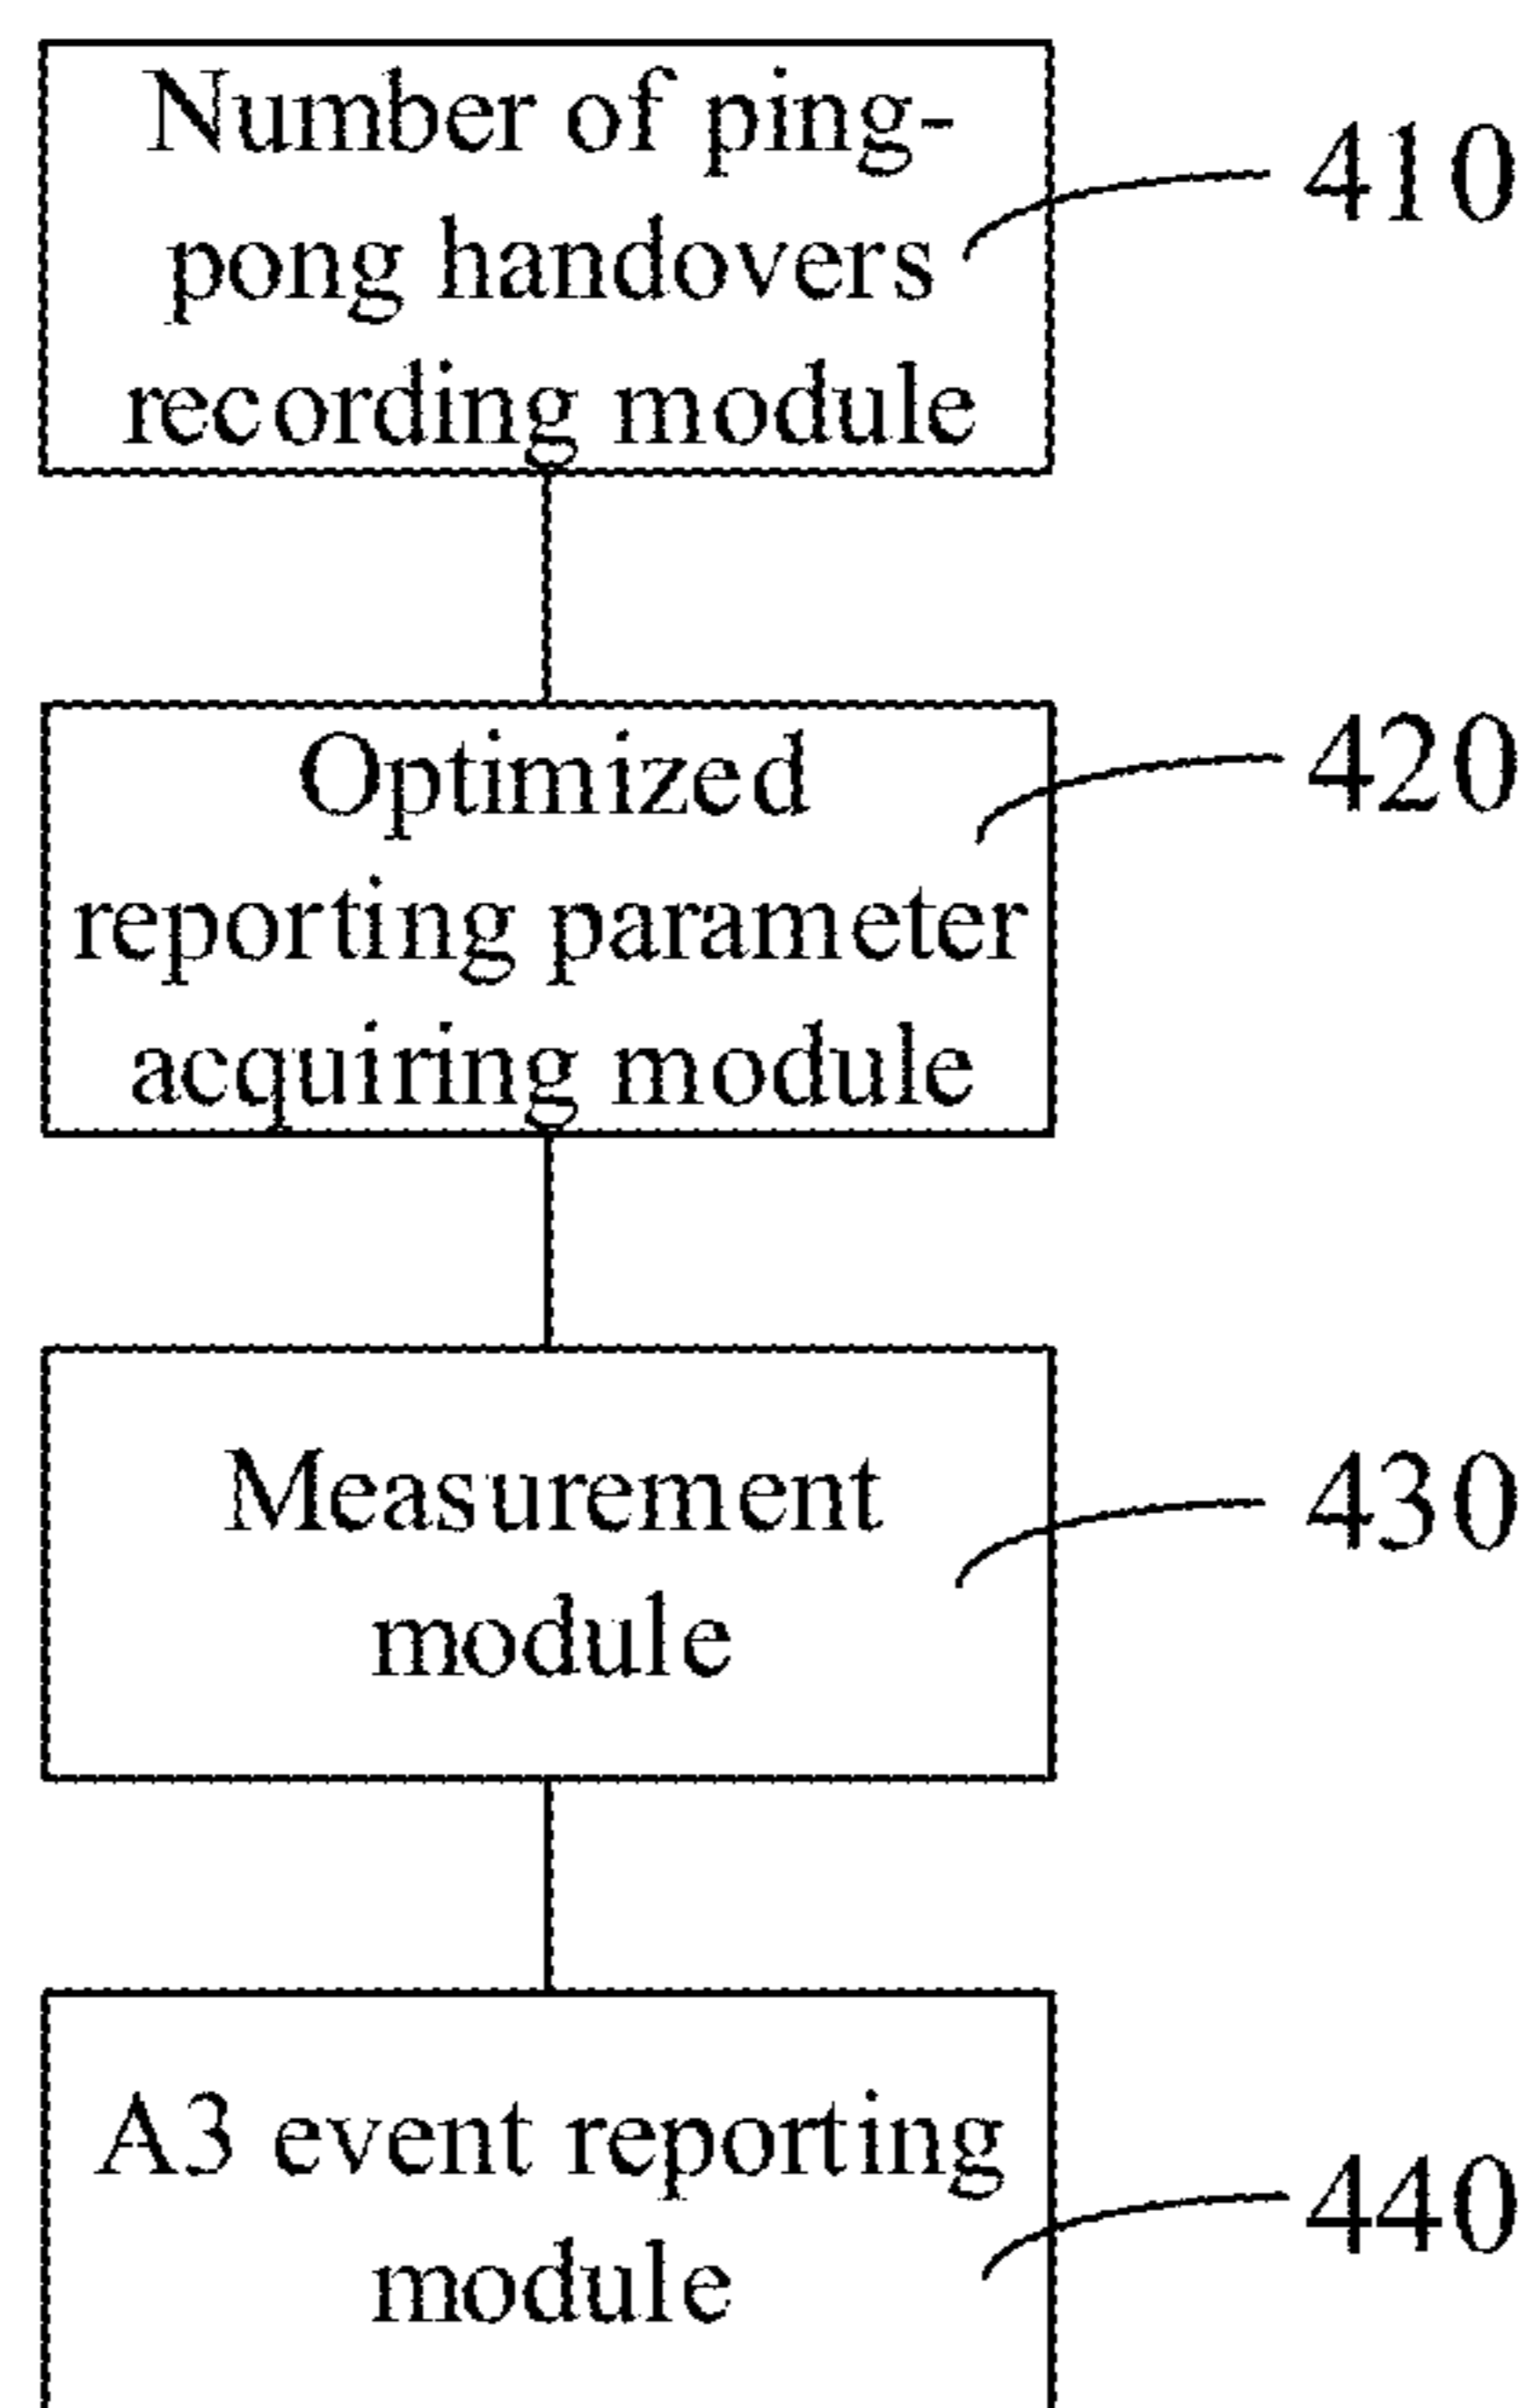 Number of ping-
pong handovers
recording module
410
Optimized
reporting parameter
acquiring module
420
Measurement
module
430
A3 event reporting
module
440